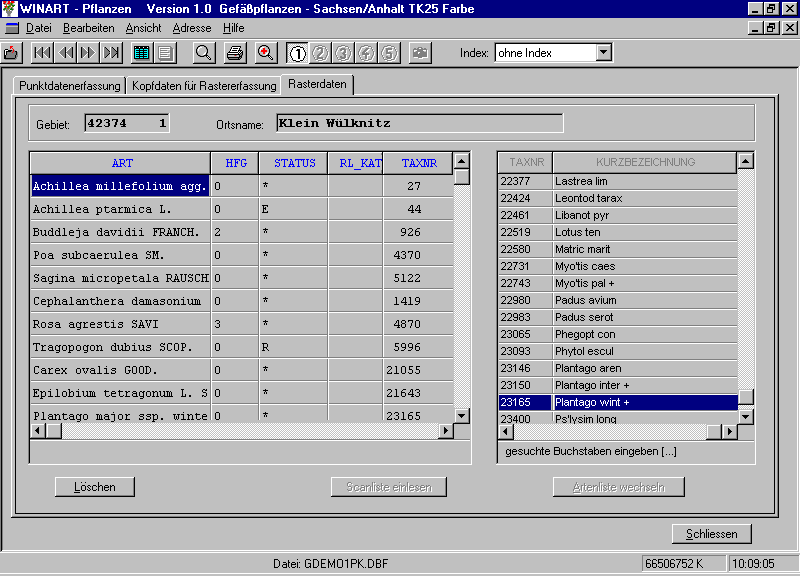 WINART - Pflanzen Version 1.0 Gefäßpflanzen - Sachsen/Anhalt TK25 Farbe
Datei Bearbeiten Ansicht Adresse Hilfe
1 2 3 4 5 Index: ohne Index
Punktdatenerfassung Kopfdaten für Rastererfassung Rasterdaten
Gebiet: 42374 1 Ortsname: Klein Wülknitz
ART HFG STATUS RL_KAT TAXNR
Achillea millefolium agg. 0 * 27
Achillea ptarmica L. 0 E 44
Buddleja davidii FRANCH. 2 * 926
Poa subcaerulea SM. 0 * 4370
Sagina micropetala RAUSCH 0 * 5122
Cephalanthera damasonium 0 * 1419
Rosa agrestis SAVI 3 * 4870
Tragopogon dubius SCOP. 0 R 5996
Carex ovalis GOOD. 0 * 21055
Epilobium tetragonum L. S 0 * 21643
Plantago major ssp. winte 0 * 23165
TAXNR KURZBEZEICHNUNG
22377 Lastrea lim
22424 Leontod tarax
22461 Libanot pyr
22519 Lotus ten
22580 Matric marit
22731 Myo'tis caes
22743 Myo'tis pal +
22980 Padus avium
22983 Padus serot
23065 Phegopt con
23093 Phytol escul
23146 Plantago aren
23150 Plantago inter +
23165 Plantago wint +
23400 Ps'lysim long
gesuchte Buchstaben eingeben [...]
Löschen Scanliste einlesen Artenliste wechseln
Schliessen
Datei: GDEMO1PK.DBF 66506752 K 10:09:05